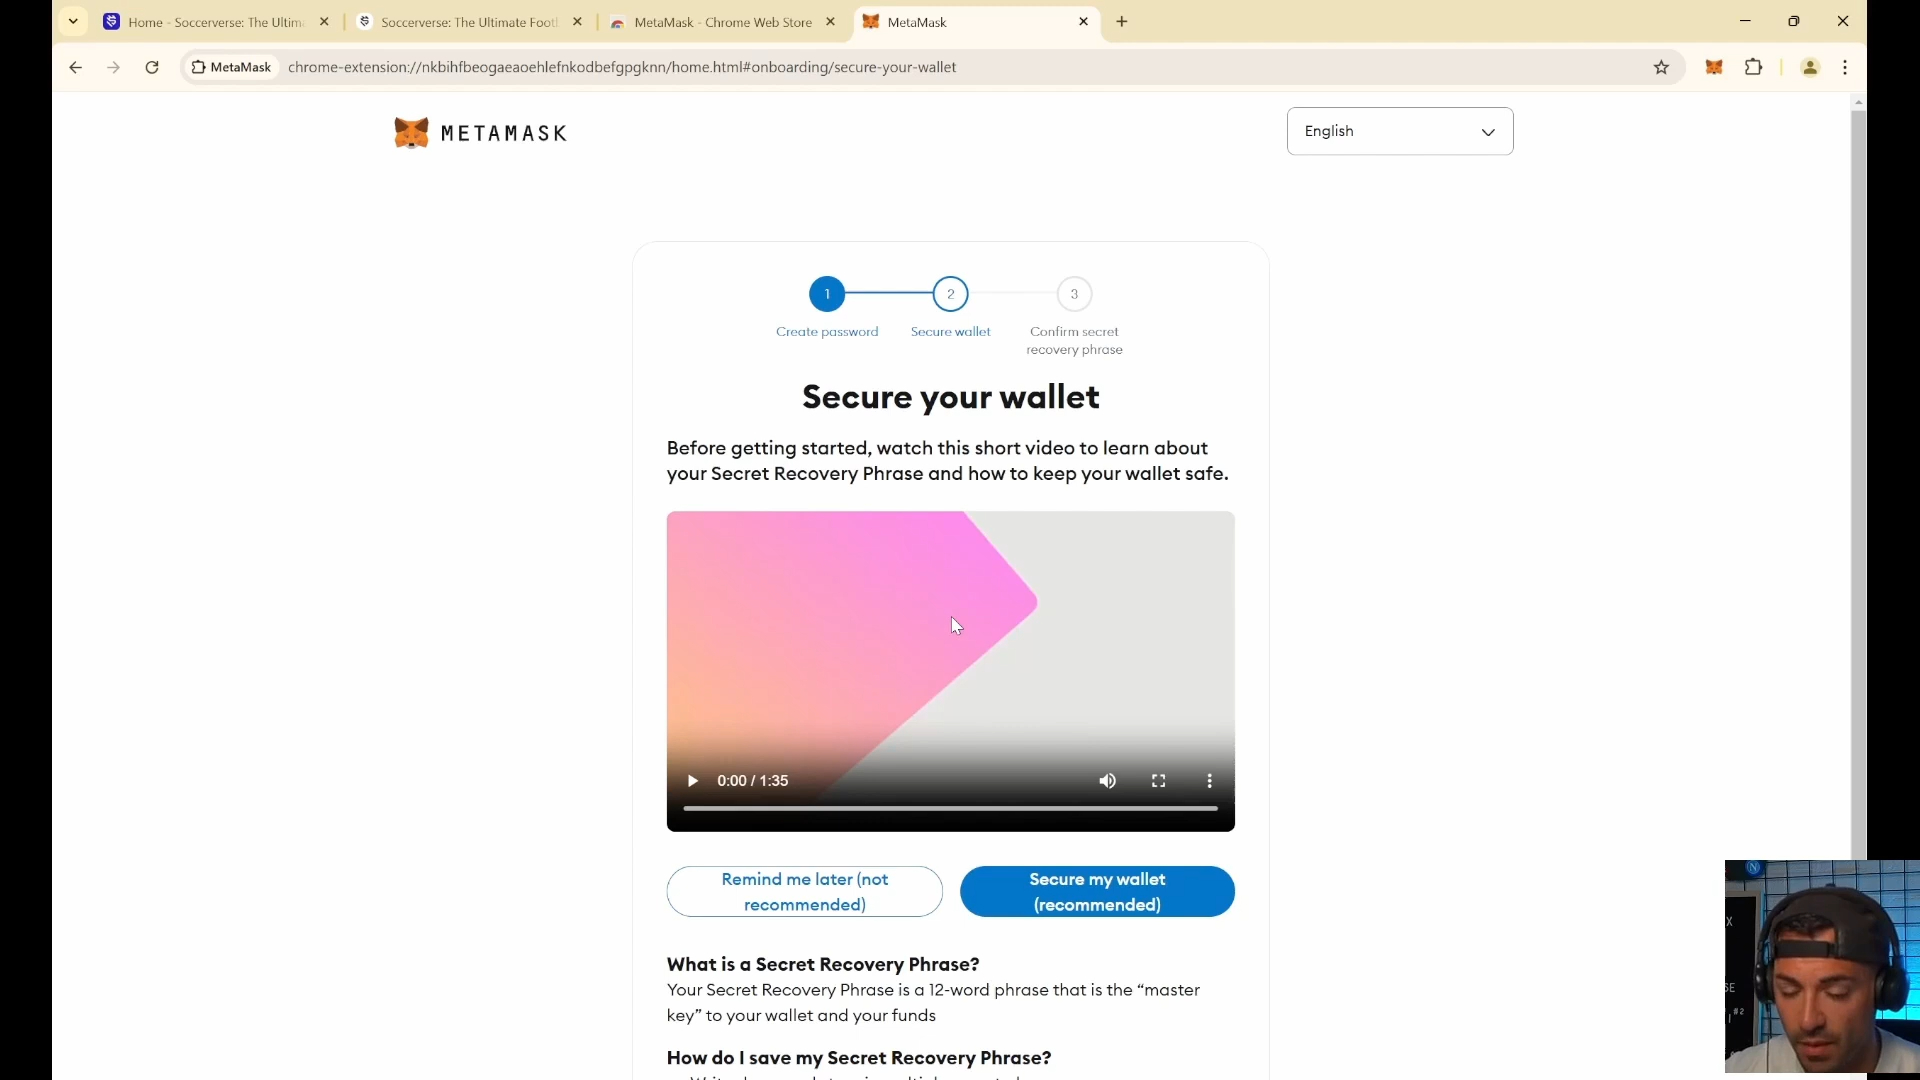 Home - Soccerverse: The Ultim
Soccerverse: The Ultimate Foot
MetaMask - Chrome Web Store
MetaMask
MetaMask
chrome-extension://nkbihfbeogaeaoehlefnkodbefgpgknn/home.html#onboarding/secure-your-wallet
METAMASK
English
1
2
3
Create password
Secure wallet
Confirm secret
recovery phrase
Secure your wallet
Before getting started, watch this short video to learn about
your Secret Recovery Phrase and how to keep your wallet safe.
0:00 / 1:35
Remind me later (not
recommended)
Secure my wallet
(recommended)
What is a Secret Recovery Phrase?
Your Secret Recovery Phrase is a 12-word phrase that is the “master
key” to your wallet and your funds
How do I save my Secret Recovery Phrase?